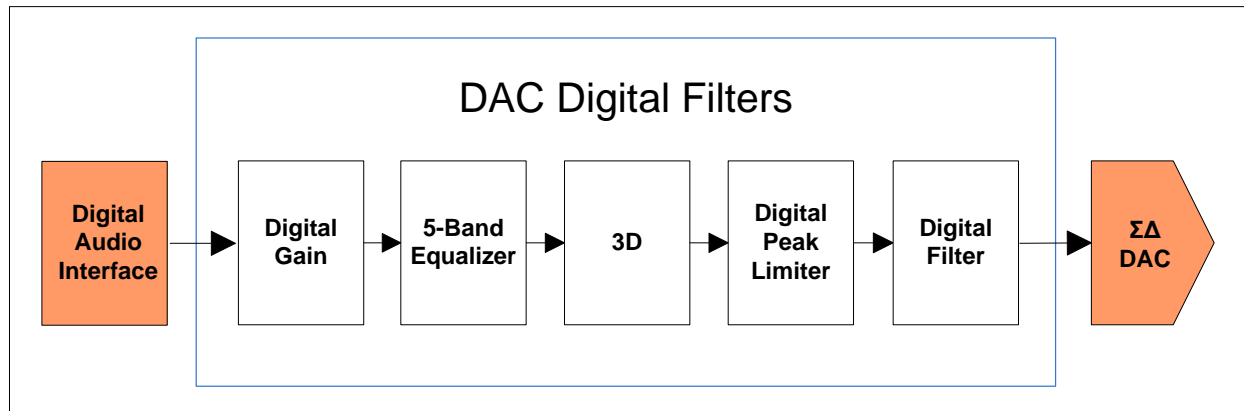 DAC Digital Filters
Digital
Audio
Interface
Digital
Gain
5-Band
Equalizer
3D
Digital
Peak
Limiter
Digital
Filter
ΣΔ
DAC